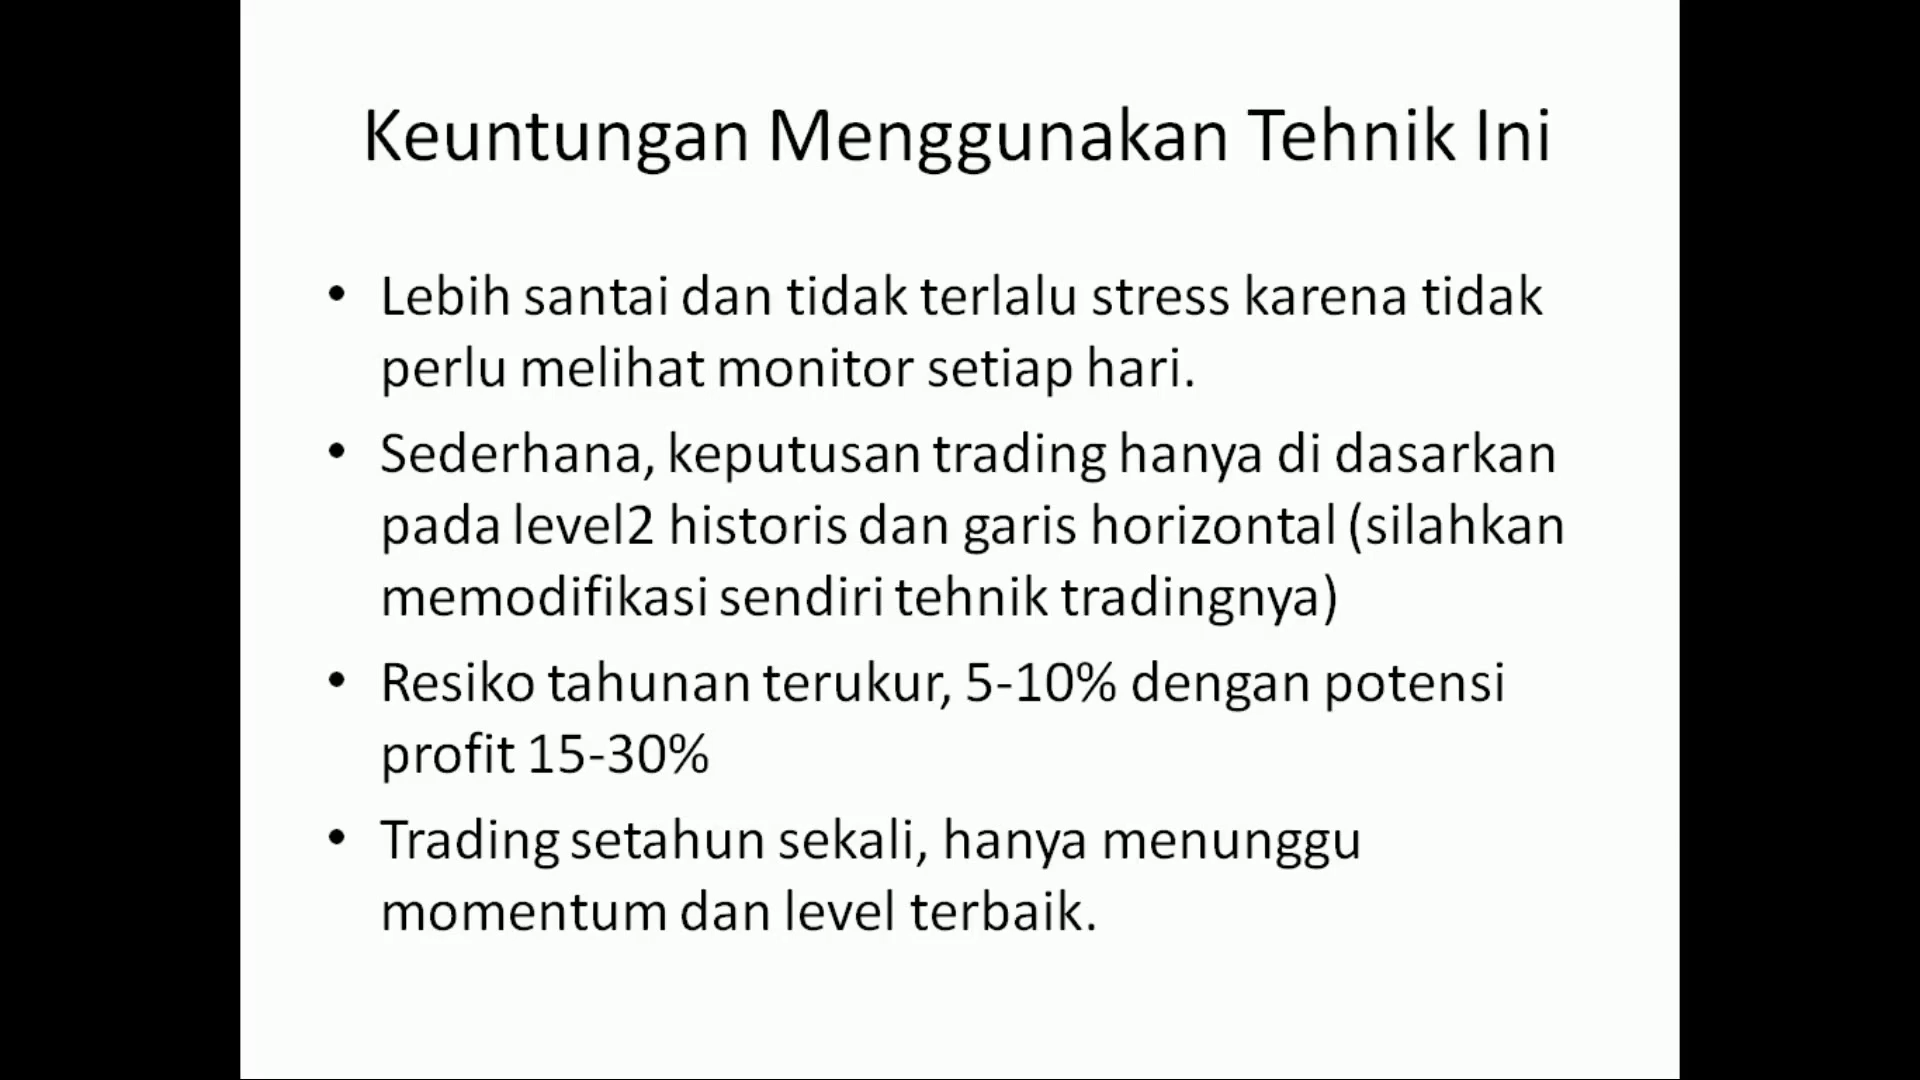 Keuntungan Menggunakan Tehnik Ini
• Lebih santai dan tidak terlalu stress karena tidak
perlu melihat monitor setiap hari.
• Sederhana, keputusan trading hanya di dasarkan
pada level2 historis dan garis horizontal (silahkan
memodifikasi sendiri tehnik tradingnya)
• Resiko tahunan terukur, 5-10% dengan potensi
profit 15-30%
• Trading setahun sekali, hanya menunggu
momentum dan level terbaik.